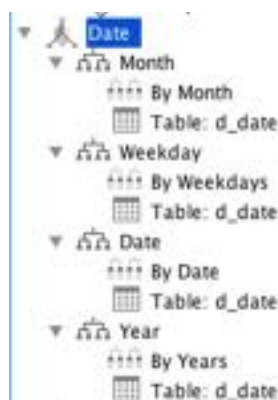 Date
Month
By Month
Table: d_date
Weekday
By Weekdays
Table: d_date
Date
By Date
Table: d_date
Year
By Years
Table: d_date